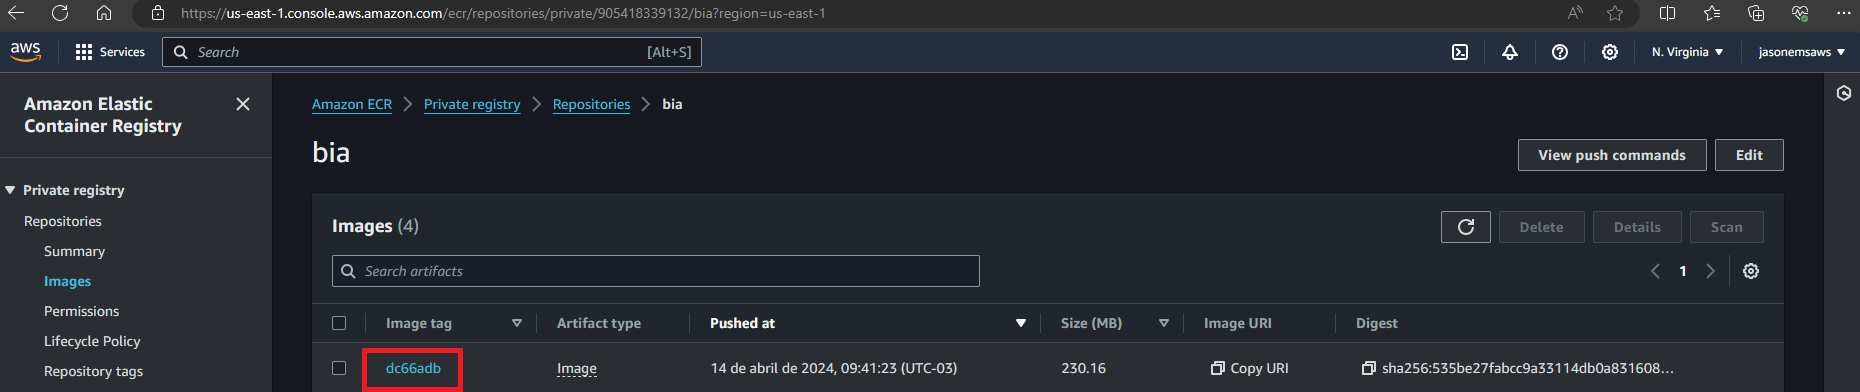 https://us-east-1.console.aws.amazon.com/ecr/repositories/private/905418339132/bia?region=us-east-1
aws Services Search [Alt+S] N. Virginia jasonemsaws
Amazon Elastic Container Registry
Private registry
Repositories
Summary
Images
Permissions
Lifecycle Policy
Repository tags
Amazon ECR Private registry Repositories bia
bia
View push commands Edit
Images (4)
Delete Details Scan
Search artifacts
1
Image tag Artifact type Pushed at Size (MB) Image URI Digest
dc66adb Image 14 de abril de 2024, 09:41:23 (UTC-03) 230.16 Copy URI sha256:535be27fabcc9a33114db0a831608...